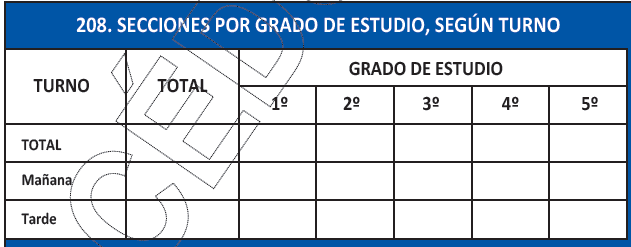 208. SECCIONES POR GRADO DE ESTUDIO, SEGÚN TURNO
TURNO TOTAL GRADO DE ESTUDIO
1º 2º 3º 4º 5º
TOTAL
Mañana
Tarde